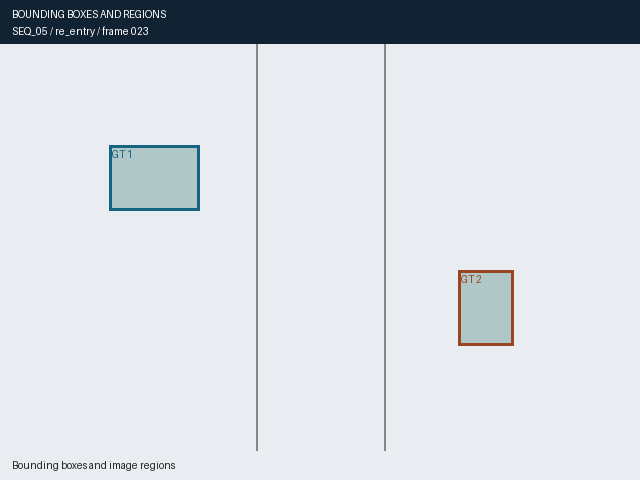 BOUNDING BOXES AND REGIONS
SEQ_05 / re_entry / frame 023
GT1
GT2
Bounding boxes and image regions